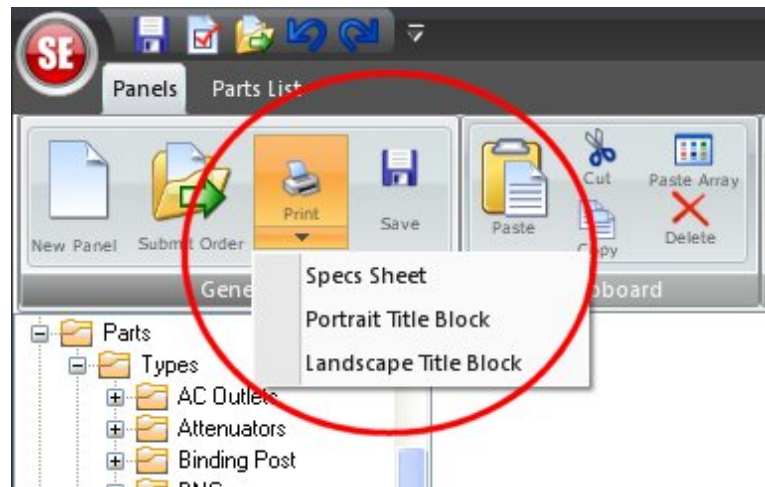 SE
Panels Parts List
New Panel Submit Order Print Save Paste Cut Copy Paste Array Delete
Specs Sheet
Portrait Title Block
Landscape Title Block
Parts
Types
AC Outlets
Attenuators
Binding Post